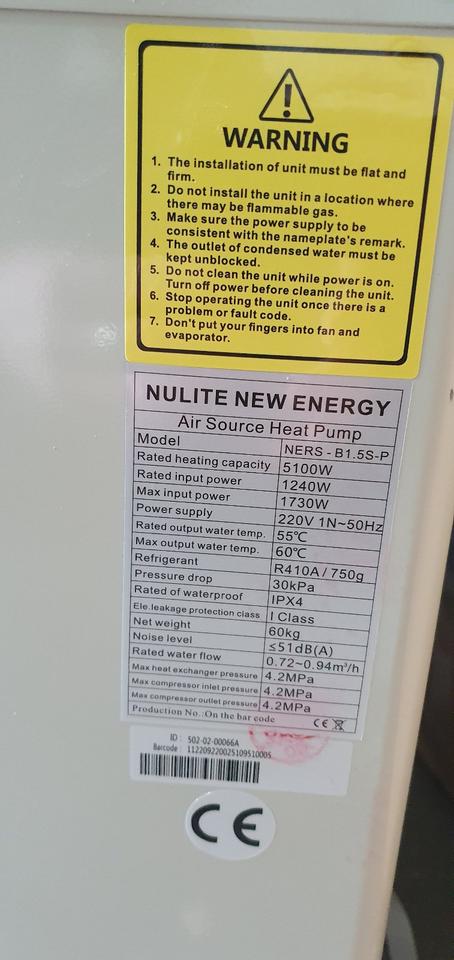 WARNING
1. The installation of unit must be flat and
firm.
2. Do not install the unit in a location where
there may be flammable gas.
3. Make sure the power supply to be
consistent with the nameplate's remark.
4. The outlet of condensed water must be
kept unblocked.
5. Do not clean the unit while power is on.
Turn off power before cleaning the unit.
6. Stop operating the unit once there is a
problem or fault code.
7. Don't put your fingers into fan and
evaporator.
NULITE NEW ENERGY
Air Source Heat Pump
Model NERS - B1.5S-P
Rated heating capacity 5100W
Rated input power 1240W
Max input power 1730W
Power supply 220V 1N~50Hz
Rated output water temp. 55℃
Max output water temp. 60℃
Refrigerant R410A / 750g
Pressure drop 30kPa
Rated of waterproof IPX4
Ele.leakage protection class I Class
Net weight 60kg
Noise level ≤51dB(A)
Rated water flow 0.72~0.94m³/h
Max heat exchanger pressure 4.2MPa
Max compressor inlet pressure 4.2MPa
Max compressor outlet pressure 4.2MPa
Production No.:On the bar code CE
ID : 502-02-00066A
Barcode : 112209220025109510005
CE